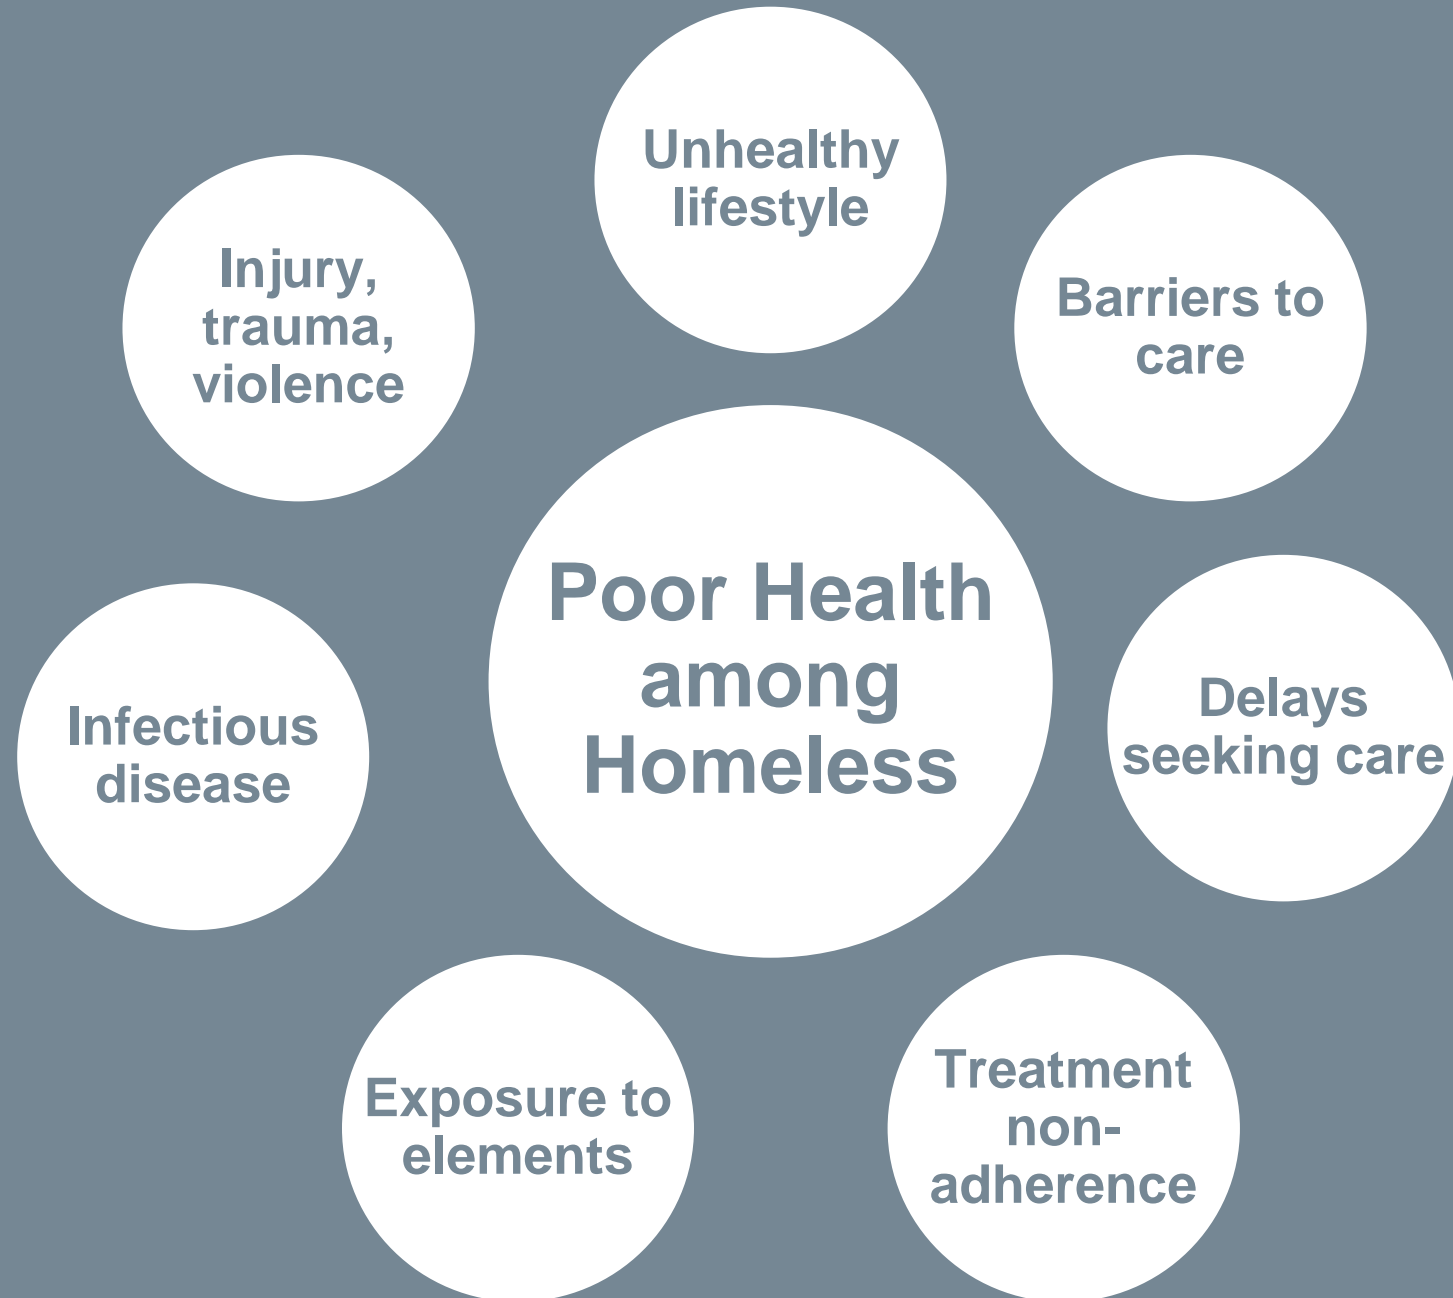 Unhealthy
lifestyle
Injury,
trauma,
violence
Barriers to
care
Poor Health
among
Homeless
Infectious
disease
Delays
seeking care
Exposure to
elements
Treatment
non-
adherence